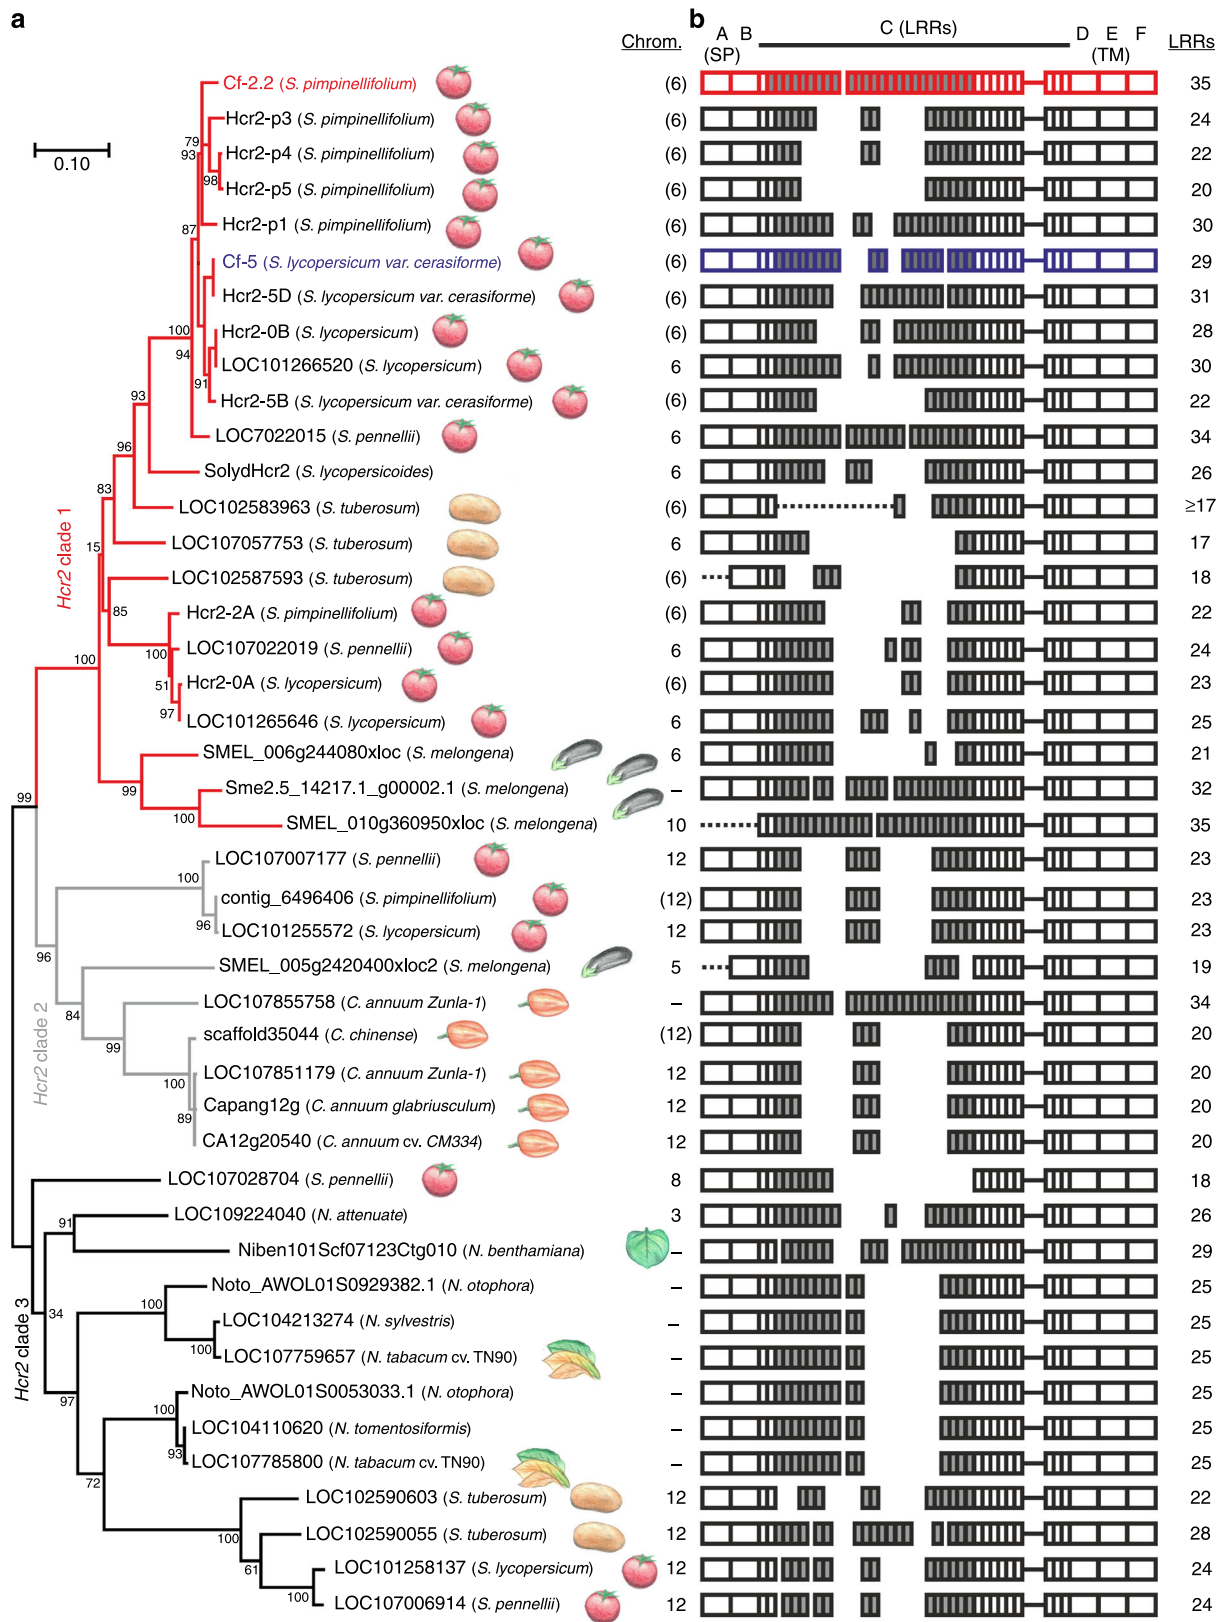 a
b
Chrom.
A B
(SP)
C (LRRs)
D E F
(TM)
LRRs
0.10
Cf-2.2 (S. pimpinellifolium) (6) 35
Hcr2-p3 (S. pimpinellifolium) (6) 24
Hcr2-p4 (S. pimpinellifolium) (6) 22
Hcr2-p5 (S. pimpinellifolium) (6) 20
Hcr2-p1 (S. pimpinellifolium) (6) 30
Cf-5 (S. lycopersicum var. cerasiforme) (6) 29
Hcr2-5D (S. lycopersicum var. cerasiforme) (6) 31
Hcr2-0B (S. lycopersicum) (6) 28
LOC101266520 (S. lycopersicum) 6 30
Hcr2-5B (S. lycopersicum var. cerasiforme) (6) 22
LOC7022015 (S. pennellii) 6 34
SolydHcr2 (S. lycopersicoides) 6 26
LOC102583963 (S. tuberosum) (6) ≥17
LOC107057753 (S. tuberosum) 6 17
LOC102587593 (S. tuberosum) (6) 18
Hcr2-2A (S. pimpinellifolium) (6) 22
LOC107022019 (S. pennellii) 6 24
Hcr2-0A (S. lycopersicum) (6) 23
LOC101265646 (S. lycopersicum) 6 25
SMEL_006g244080xloc (S. melongena) 6 21
Sme2.5_14217.1_g00002.1 (S. melongena) – 32
SMEL_010g360950xloc (S. melongena) 10 35
LOC107007177 (S. pennellii) 12 23
contig_6496406 (S. pimpinellifolium) (12) 23
LOC101255572 (S. lycopersicum) 12 23
SMEL_005g2420400xloc2 (S. melongena) 5 19
LOC107855758 (C. annuum Zunla-1) – 34
scaffold35044 (C. chinense) (12) 20
LOC107851179 (C. annuum Zunla-1) 12 20
Capang12g (C. annuum glabriusculum) 12 20
CA12g20540 (C. annuum cv. CM334) 12 20
LOC107028704 (S. pennellii) 8 18
LOC109224040 (N. attenuate) 3 26
Niben101Scf07123Ctg010 (N. benthamiana) – 29
Noto_AWOL01S0929382.1 (N. otophora) – 25
LOC104213274 (N. sylvestris) – 25
LOC107759657 (N. tabacum cv. TN90) – 25
Noto_AWOL01S0053033.1 (N. otophora) – 25
LOC104110620 (N. tomentosiformis) – 25
LOC107785800 (N. tabacum cv. TN90) – 25
LOC102590603 (S. tuberosum) 12 22
LOC102590055 (S. tuberosum) 12 28
LOC101258137 (S. lycopersicum) 12 24
LOC107006914 (S. pennellii) 12 24
Hcr2 clade 1
Hcr2 clade 2
Hcr2 clade 3
79
93
98
87
100
94
91
93
96
83
15
85
100
100
51
97
99
99
100
100
96
96
84
99
100
89
91
34
100
100
97
100
93
72
100
61
100